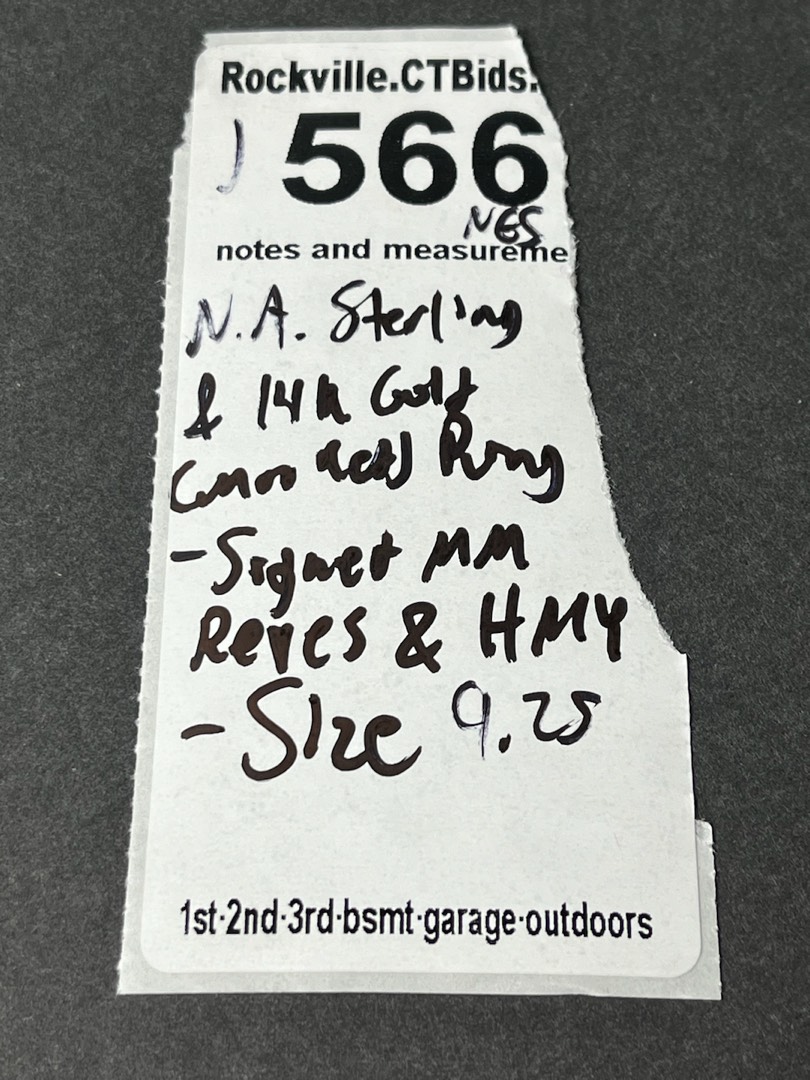 Rockville.CTBids.
) 566
NES
notes and measureme
N.A. Sterling
& 14k Gold
Ring
- Signet MM
Reyes & HMY
- Size 9.25
1st·2nd·3rd·bsmt·garage·outdoors